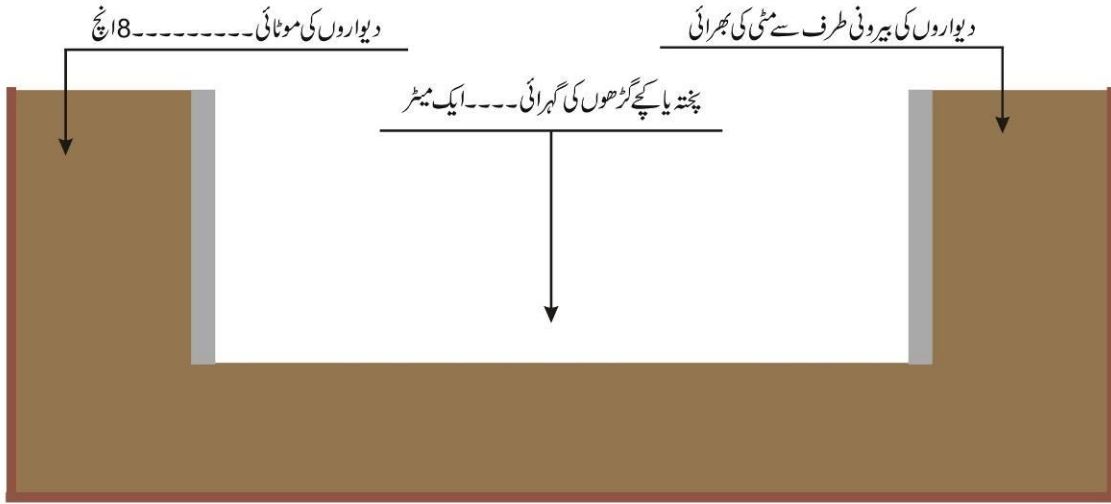 دیواروں کی بیرونی طرف سے مٹی کی بھرائی
دیواروں کی موٹائی---------8انچ
پختہ یا کچے گڑھوں کی گہرائی----ایک میٹر